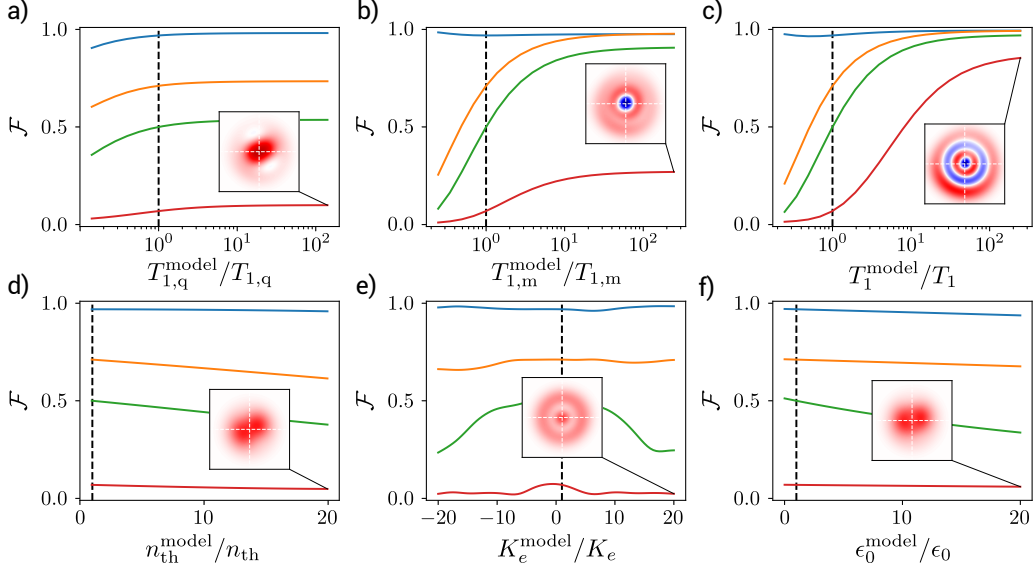 a)
b)
c)
1.0
0.5
0.0
ℱ
10⁰
10¹
10²
T₁,q^model/T₁,q
1.0
0.5
0.0
ℱ
10⁰
10¹
10²
T₁,m^model/T₁,m
1.0
0.5
0.0
ℱ
10⁰
10¹
10²
T₁^model/T₁
d)
e)
f)
1.0
0.5
0.0
ℱ
0
10
20
n_th^model/n_th
1.0
0.5
0.0
ℱ
−20
−10
0
10
20
K_e^model/K_e
1.0
0.5
0.0
ℱ
0
10
20
ϵ₀^model/ϵ₀